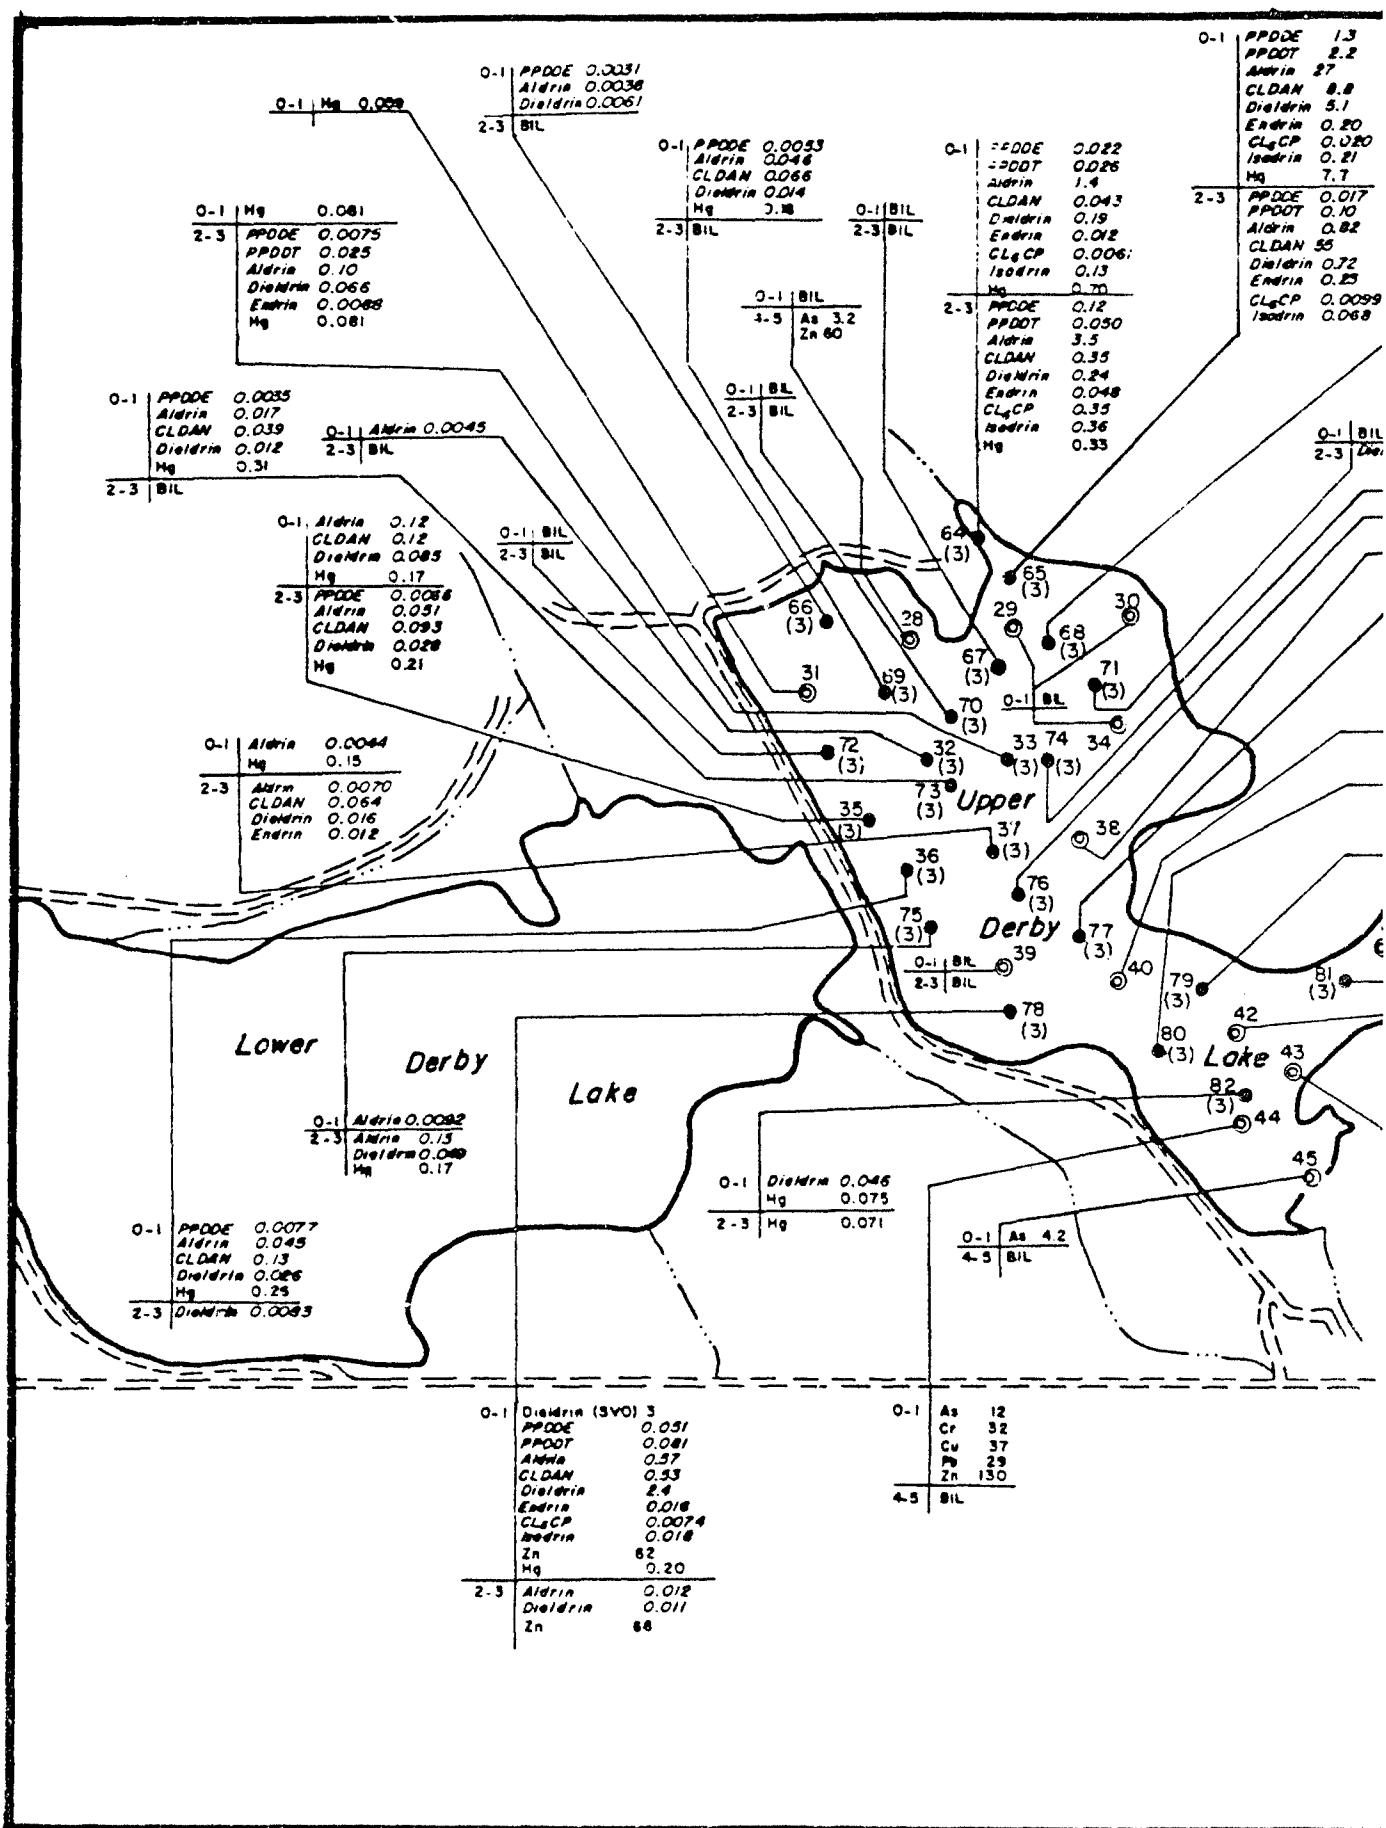 0-1 PPDDE 1.3
PPDDT 2.2
Aldrin 27
CLDAN 8.8
Dieldrin 5.1
Endrin 0.20
CL6CP 0.020
Isodrin 0.21
Hg 7.7
2-3 PPDDE 0.017
PPDDT 0.10
Aldrin 0.82
CLDAN 55
Dieldrin 0.72
Endrin 0.25
CL6CP 0.0099
Isodrin 0.068
0-1 PPDDE 0.0031
Aldrin 0.0038
Dieldrin 0.0061
2-3 BIL
0-1 Hg
0-1 PPDDE 0.0053
Aldrin 0.046
CLDAN 0.066
Dieldrin 0.014
Hg
2-3 BIL
0-1 PPDDE 0.022
PPDDT 0.026
Aldrin 1.4
CLDAN 0.043
Dieldrin 0.19
Endrin 0.012
CL6CP
Isodrin 0.13
Hg 0.70
2-3 PPDDE 0.12
PPDDT 0.050
Aldrin 3.5
CLDAN 0.35
Dieldrin 0.24
Endrin 0.048
CL6CP 0.35
Isodrin 0.36
Hg 0.33
0-1 Hg 0.081
2-3 PPDDE 0.0075
PPDDT 0.025
Aldrin 0.10
Dieldrin 0.066
Endrin 0.0068
Hg 0.081
0-1 BIL
2-3 BIL
0-1 BIL
4-5 As 3.2
Zn 60
0-1 BIL
2-3 BIL
0-1 PPDDE 0.0035
Aldrin 0.017
CLDAN 0.039
Dieldrin 0.012
Hg 0.31
2-3 BIL
0-1 Aldrin 0.0045
2-3 BIL
0-1 BIL
2-3
0-1 Aldrin 0.12
CLDAN 0.12
Dieldrin 0.085
Hg 0.17
2-3 PPDDE 0.0066
Aldrin 0.051
CLDAN 0.093
Dieldrin 0.028
Hg 0.21
0-1 BIL
2-3 BIL
64
(3)
65
(3)
66
(3)
28
29
30
68
(3)
67
(3)
71
(3)
31
69
(3)
70
(3)
0-1 BIL
34
72
(3)
32
(3)
33
(3)
74
(3)
73
(3)
Upper
0-1 Aldrin 0.0044
Hg 0.15
2-3 Aldrin 0.0070
CLDAN 0.064
Dieldrin 0.016
Endrin 0.012
35
(3)
37
(3)
38
36
(3)
76
(3)
75
(3)
Derby
77
(3)
0-1 BIL
2-3 BIL
39
40
79
(3)
81
(3)
78
(3)
42
80
(3)
Lake
43
82
(3)
44
45
Lower
Derby
Lake
0-1 Aldrin 0.0092
2-3 Aldrin 0.13
Dieldrin 0.049
Hg 0.17
0-1 Dieldrin 0.046
Hg 0.075
2-3 Hg 0.071
0-1 As 4.2
4-5 BIL
0-1 PPDDE 0.0077
Aldrin 0.045
CLDAN 0.13
Dieldrin 0.026
Hg 0.25
2-3 Dieldrin 0.0083
0-1 Dieldrin (SVO) 3
PPDDE 0.051
PPDDT 0.081
Aldrin 0.57
CLDAN 0.53
Dieldrin 2.4
Endrin 0.016
CL6CP 0.0074
Isodrin 0.018
Zn 62
Hg 0.20
2-3 Aldrin 0.012
Dieldrin 0.011
Zn 68
0-1 As 12
Cr 32
Cu 37
Pb 29
Zn 130
4-5 BIL